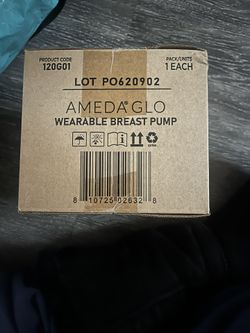 PRODUCT CODE
120G01
PACK/UNITS
1 EACH
LOT PO620902
AMEDA® GLO
WEARABLE BREAST PUMP
8 10725 02632 8